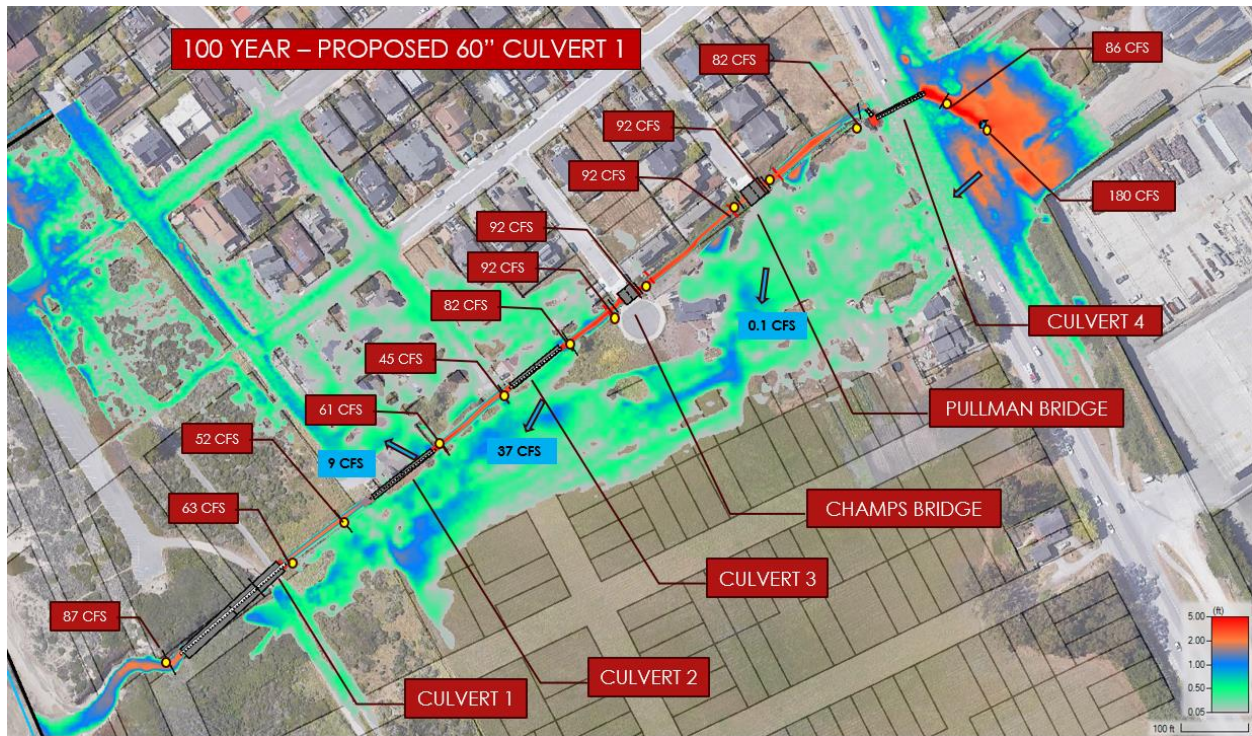 100 YEAR – PROPOSED 60” CULVERT 1
82 CFS
86 CFS
92 CFS
92 CFS
180 CFS
92 CFS
92 CFS
82 CFS
0.1 CFS
CULVERT 4
45 CFS
PULLMAN BRIDGE
61 CFS
52 CFS
9 CFS
37 CFS
63 CFS
CHAMPS BRIDGE
CULVERT 3
87 CFS
CULVERT 2
CULVERT 1
(ft)
5.00
2.00
1.00
0.50
0.05
100 ft